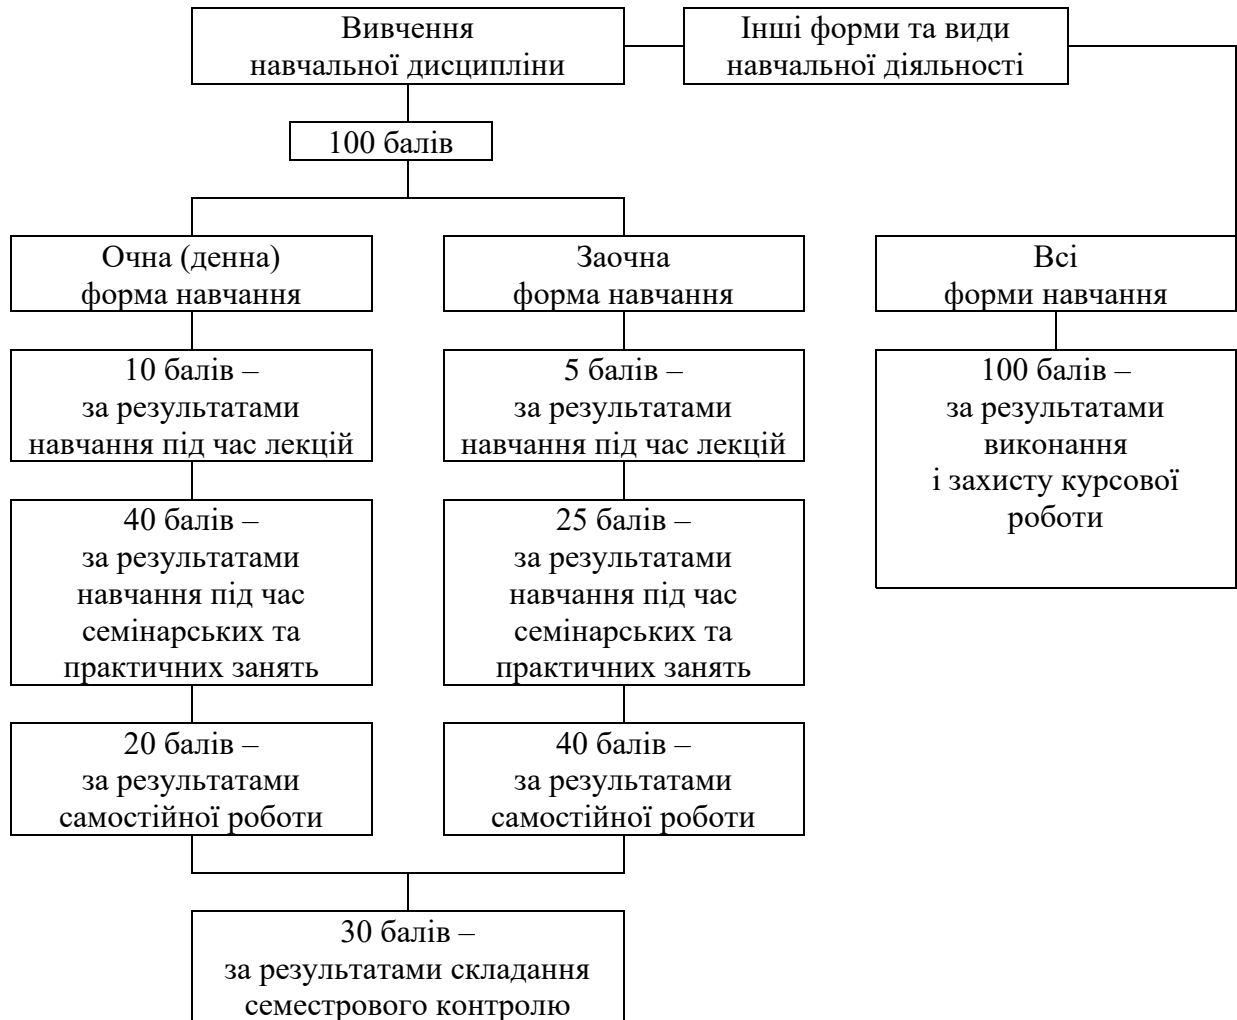 Вивчення
навчальної дисципліни
Інші форми та види
навчальної діяльності
100 балів
Очна (денна)
форма навчання
Заочна
форма навчання
Всі
форми навчання
10 балів –
за результатами
навчання під час лекцій
5 балів –
за результатами
навчання під час лекцій
100 балів –
за результатами
виконання
і захисту курсової
роботи
40 балів –
за результатами
навчання під час
семінарських та
практичних занять
25 балів –
за результатами
навчання під час
семінарських та
практичних занять
20 балів –
за результатами
самостійної роботи
40 балів –
за результатами
самостійної роботи
30 балів –
за результатами складання
семестрового контролю